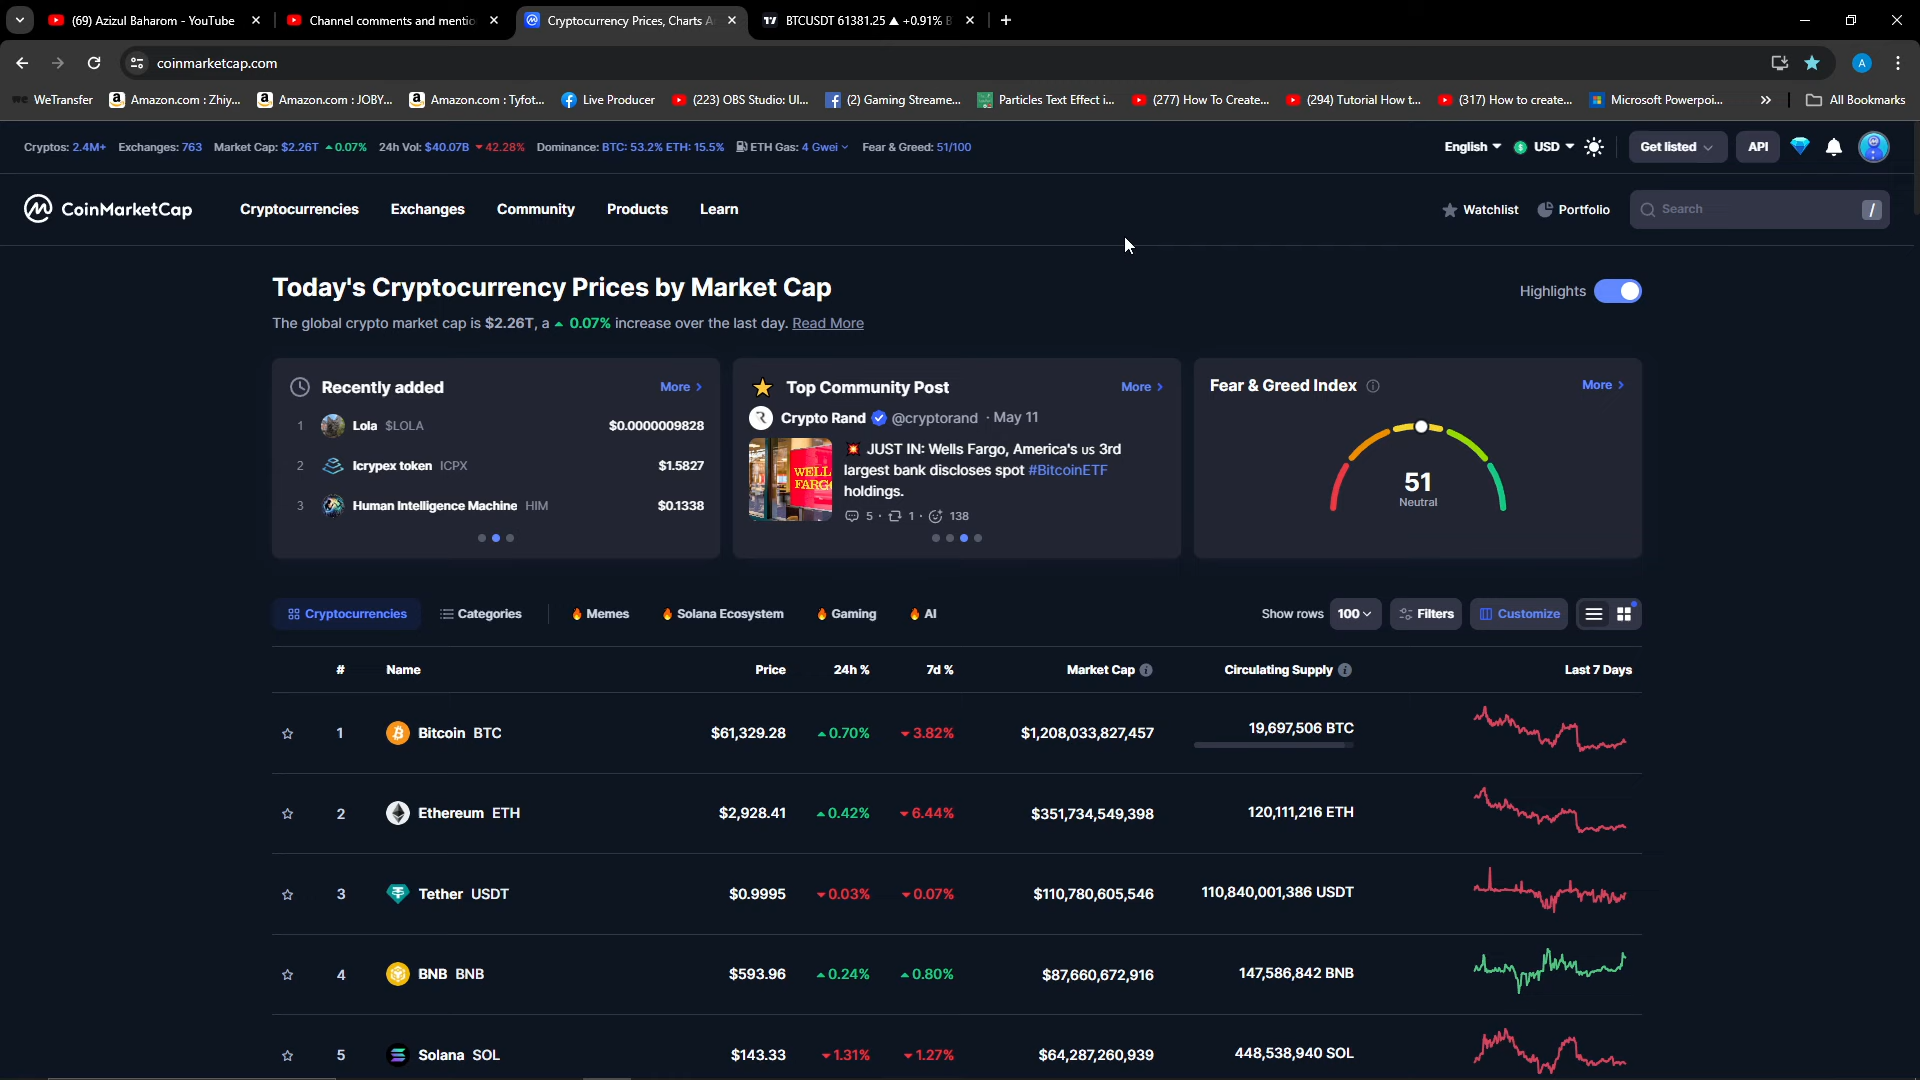 (69) Azizul Baharom - YouTube
Channel comments and mentio
Cryptocurrency Prices, Charts A
BTCUSDT 61381.25 ▲ +0.91% B
coinmarketcap.com
A
WeTransfer
Amazon.com : Zhiy...
Amazon.com : JOBY...
Amazon.com : Tyfot...
Live Producer
(223) OBS Studio: Ul...
(2) Gaming Streame...
Particles Text Effect i...
(277) How To Create...
(294) Tutorial How t...
(317) How to create...
Microsoft Powerpoi...
» All Bookmarks
Cryptos: 2.4M+ Exchanges: 763 Market Cap: $2.26T ▲ 0.07% 24h Vol: $40.07B ▼ 42.28% Dominance: BTC: 53.2% ETH: 15.5% ETH Gas: 4 Gwei Fear & Greed: 51/100
English USD Get listed API
CoinMarketCap Cryptocurrencies Exchanges Community Products Learn
Watchlist Portfolio Search /
Today's Cryptocurrency Prices by Market Cap
Highlights
The global crypto market cap is $2.26T, a ▲ 0.07% increase over the last day. Read More
Recently added More >
1 Lola $LOLA $0.0000009828
2 Icrypex token ICPX $1.5827
3 Human Intelligence Machine HIM $0.1338
Top Community Post More >
Crypto Rand @cryptorand · May 11
WELL
FARG
💥 JUST IN: Wells Fargo, America's us 3rd
largest bank discloses spot #BitcoinETF
holdings.
5 · 1 · 138
Fear & Greed Index More >
51
Neutral
Cryptocurrencies Categories 🔥 Memes 🔥 Solana Ecosystem 🔥 Gaming 🔥 AI
Show rows 100 Filters Customize
# Name Price 24h % 7d % Market Cap Circulating Supply Last 7 Days
1 Bitcoin BTC $61,329.28 ▲ 0.70% ▼ 3.82% $1,208,033,827,457 19,697,506 BTC
2 Ethereum ETH $2,928.41 ▲ 0.42% ▼ 6.44% $351,734,549,398 120,111,216 ETH
3 Tether USDT $0.9995 ▼ 0.03% ▼ 0.07% $110,780,605,546 110,840,001,386 USDT
4 BNB BNB $593.96 ▲ 0.24% ▲ 0.80% $87,660,672,916 147,586,842 BNB
5 Solana SOL $143.33 ▼ 1.31% ▼ 1.27% $64,287,260,939 448,538,940 SOL